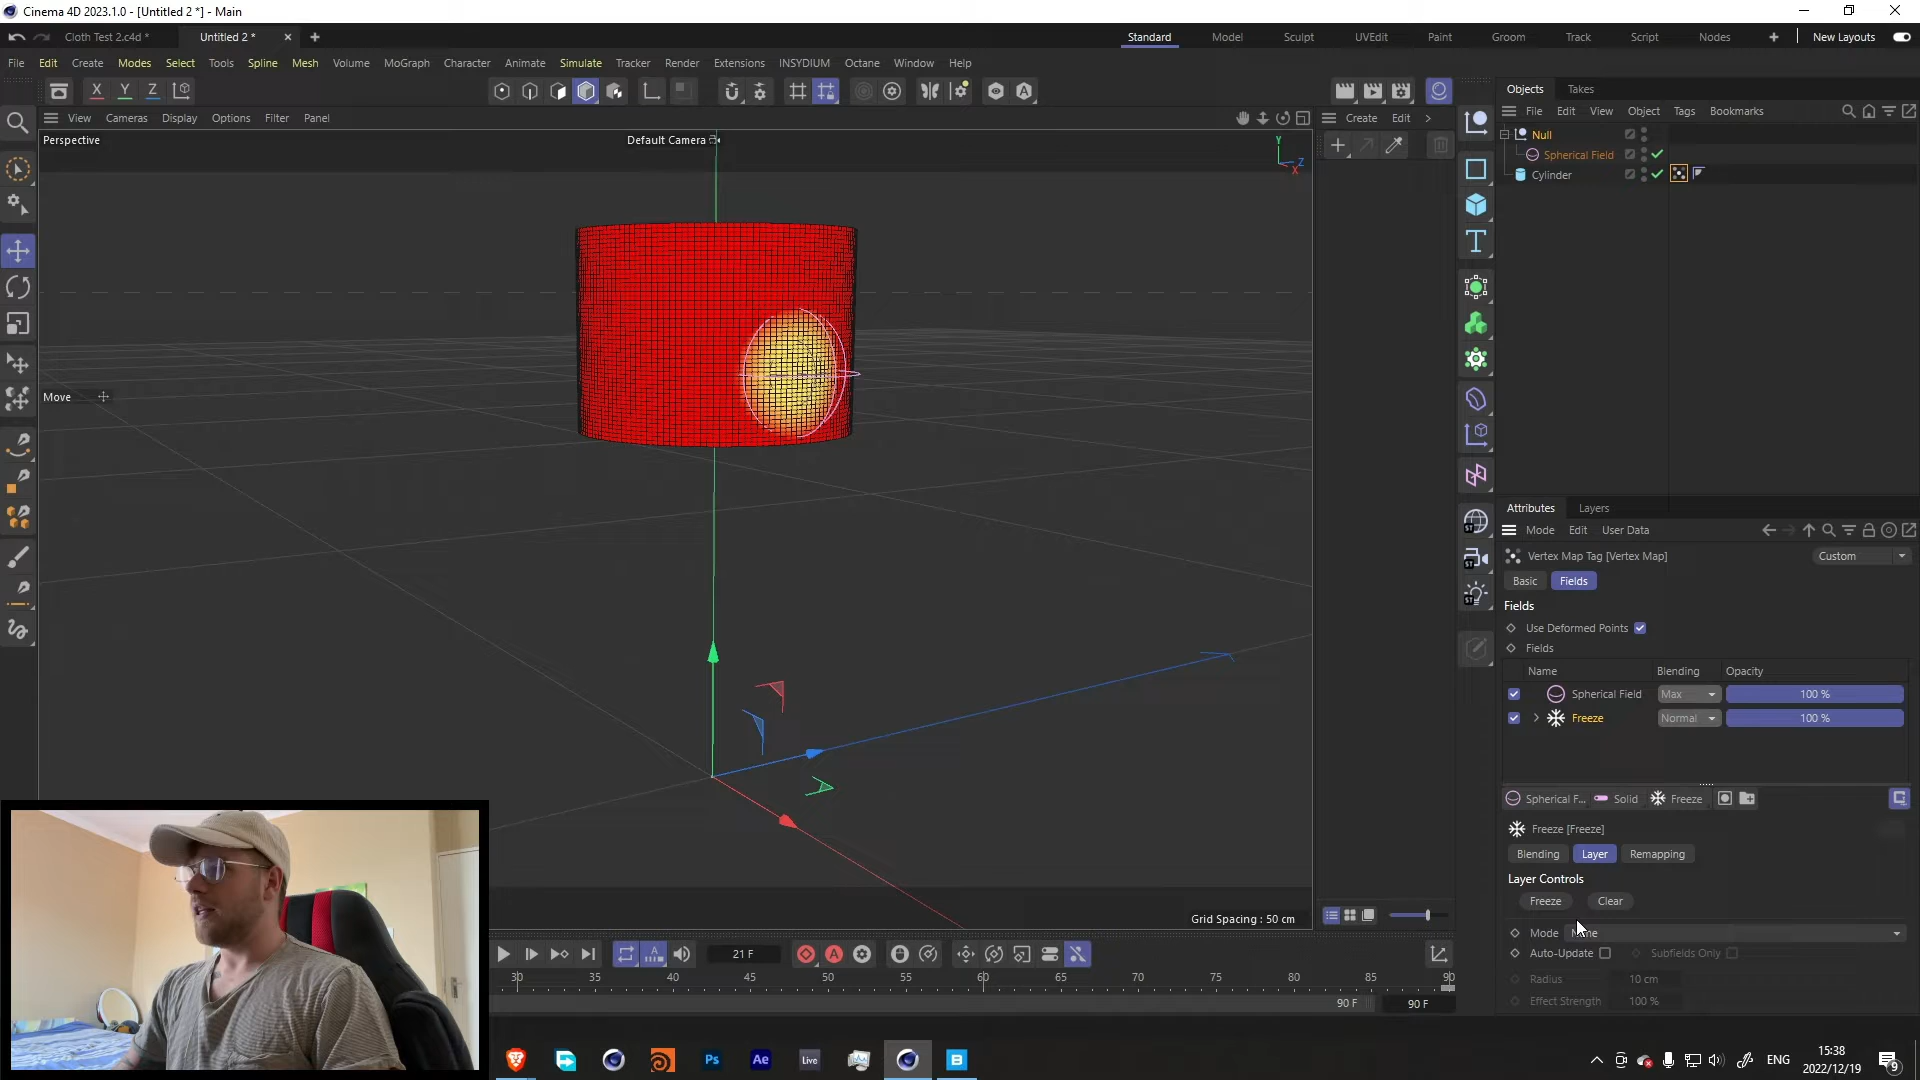 Cinema 4D 2023.1.0 - [Untitled 2 *] - Main
Cloth Test 2.c4d *
Untitled 2 *
Standard Model Sculpt UVEdit Paint Groom Track Script Nodes New Layouts
File Edit Create Modes Select Tools Spline Mesh Volume MoGraph Character Animate Simulate Tracker Render Extensions INSYDIUM Octane Window Help
X Y Z
Objects Takes
View Cameras Display Options Filter Panel
Create Edit
File Edit View Object Tags Bookmarks
Perspective
Default Camera
Y
Z
X
Null
Spherical Field
Cylinder
Move
Attributes Layers
Mode Edit User Data
Vertex Map Tag [Vertex Map]
Custom
Basic Fields
Fields
Use Deformed Points
Fields
Name Blending Opacity
Spherical Field Max 100 %
Freeze Normal 100 %
Spherical F... Solid Freeze
Freeze [Freeze]
Blending Layer Remapping
Layer Controls
Freeze Clear
Mode
Auto-Update Subfields Only
Radius 10 cm
Effect Strength 100 %
Grid Spacing : 50 cm
21 F
30 35 40 45 50 55 60 65 70 75 80 85 90
90 F 90 F
Ps Ae Live
ENG
15:38
2022/12/19
9